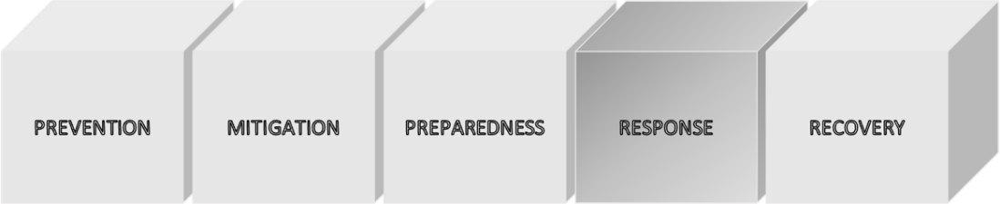 PREVENTION
MITIGATION
PREPAREDNESS
RESPONSE
RECOVERY